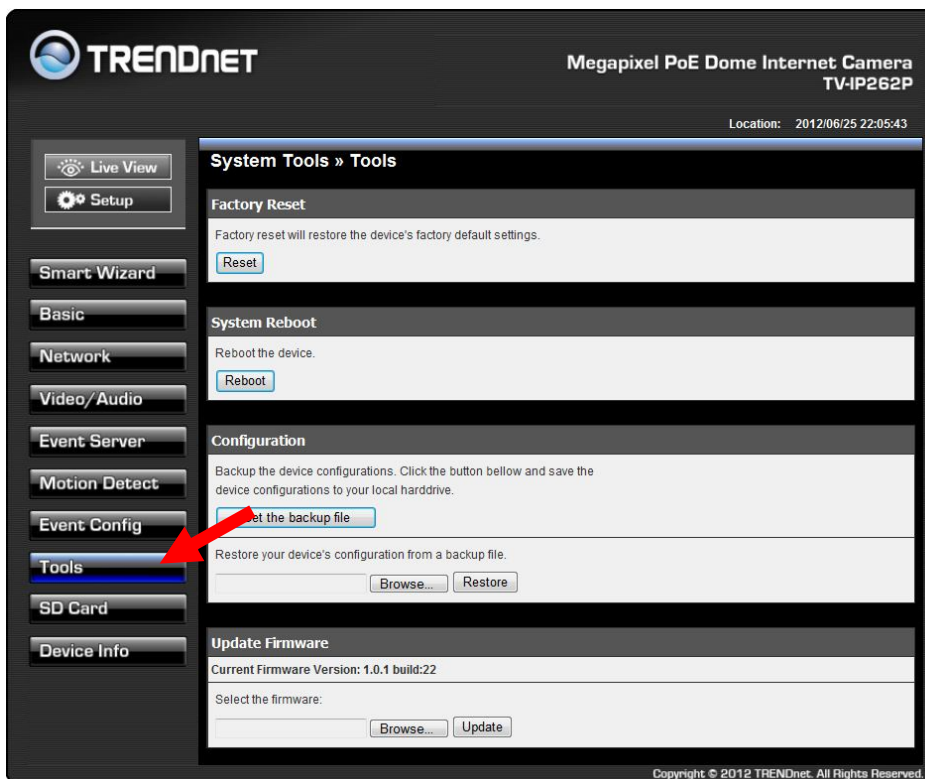 TRENDNET
Megapixel PoE Dome Internet Camera
TV-IP262P
Location: 2012/06/25 22:05:43
Live View
Setup
Smart Wizard
Basic
Network
Video/Audio
Event Server
Motion Detect
Event Config
Tools
SD Card
Device Info
System Tools » Tools
Factory Reset
Factory reset will restore the device's factory default settings.
Reset
System Reboot
Reboot the device.
Reboot
Configuration
Backup the device configurations. Click the button bellow and save the
device configurations to your local harddrive.
the backup file
Restore your device's configuration from a backup file.
Browse... Restore
Update Firmware
Current Firmware Version: 1.0.1 build:22
Select the firmware:
Browse... Update
Copyright © 2012 TRENDnet. All Rights Reserved.